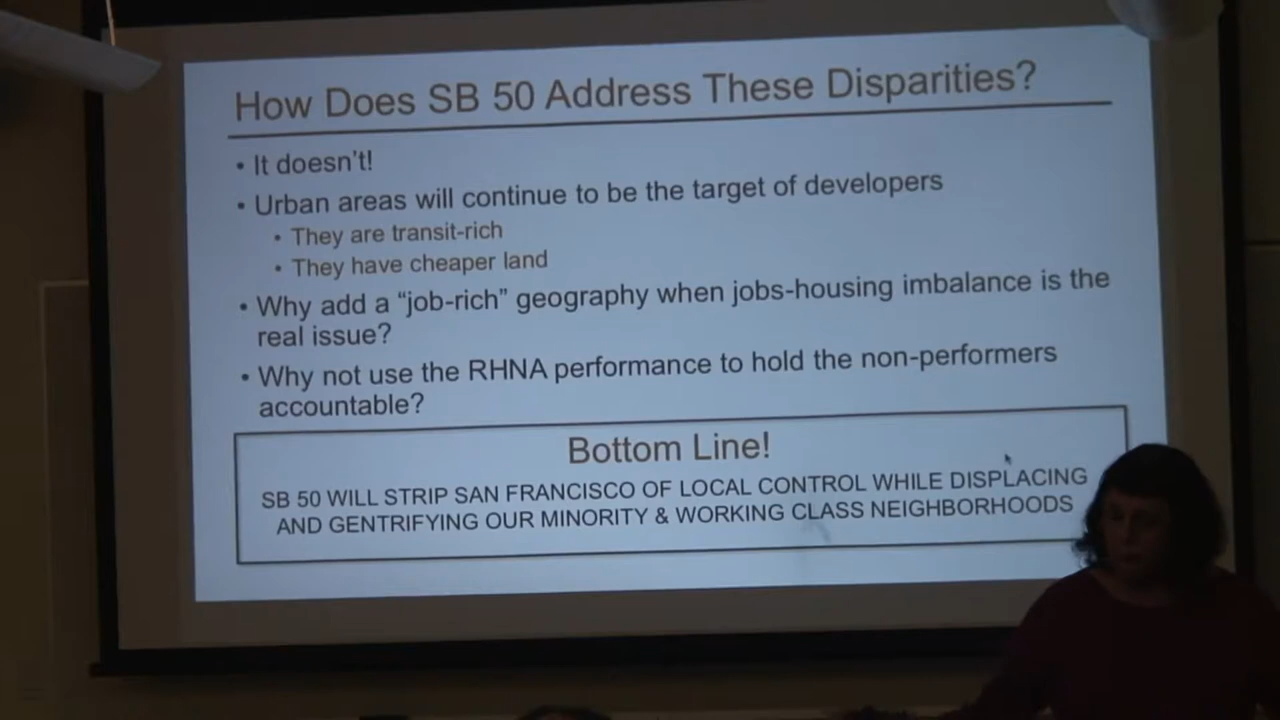 How Does SB 50 Address These Disparities?
• It doesn't!
• Urban areas will continue to be the target of developers
• They are transit-rich
• They have cheaper land
• Why add a “job-rich” geography when jobs-housing imbalance is the
real issue?
• Why not use the RHNA performance to hold the non-performers
accountable?
Bottom Line!
SB 50 WILL STRIP SAN FRANCISCO OF LOCAL CONTROL WHILE DISPLACING
AND GENTRIFYING OUR MINORITY & WORKING CLASS NEIGHBORHOODS